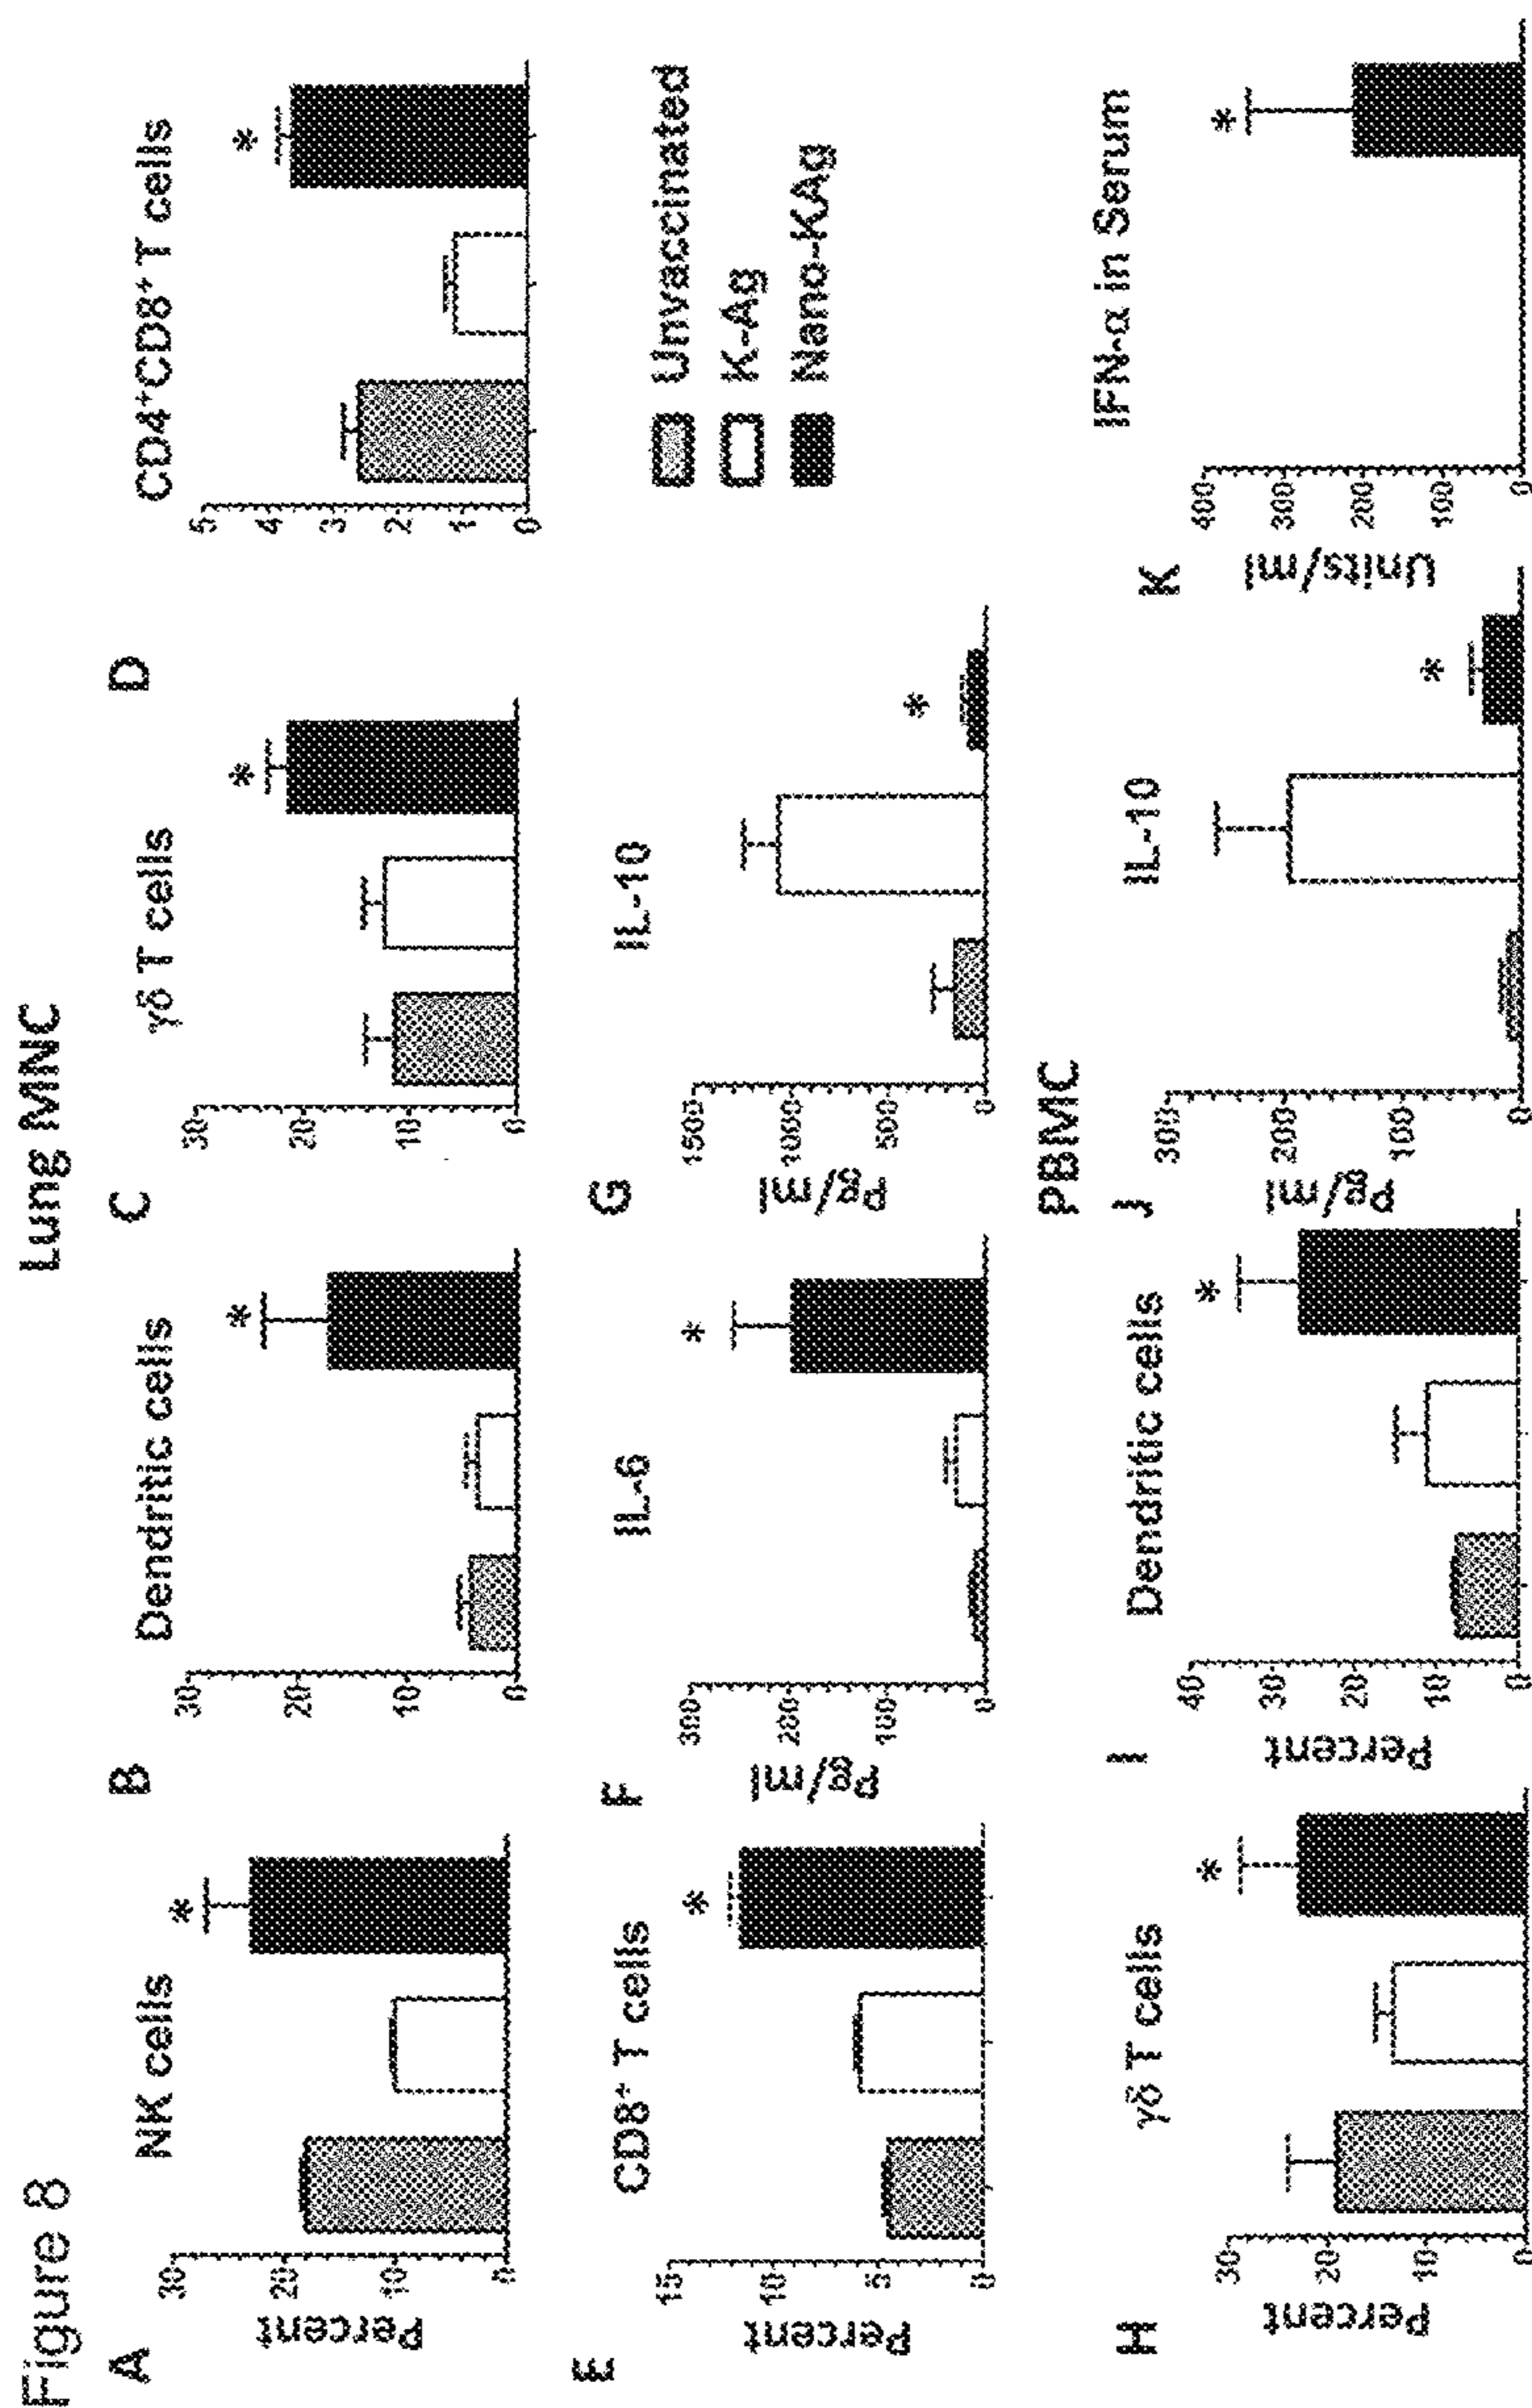 Figure 8
Lung MNC
A
NK cells
Percent
30
20
10
0
*
B
Dendritic cells
30
20
10
0
*
C
γδ T cells
30
20
10
0
*
D
CD4⁺CD8⁺ T cells
5
4
3
2
1
0
*
E
CD8⁺ T cells
Percent
15
10
5
0
*
F
IL-6
Pg/ml
300
200
100
0
*
G
IL-10
Pg/ml
1500
1000
500
0
*
Unvaccinated
K-Ag
Nano-KAg
PBMC
H
γδ T cells
Percent
30
20
10
0
*
I
Dendritic cells
Percent
40
30
20
10
0
*
J
IL-10
Pg/ml
300
200
100
0
*
K
IFN-α in Serum
Units/ml
400
300
200
100
0
*